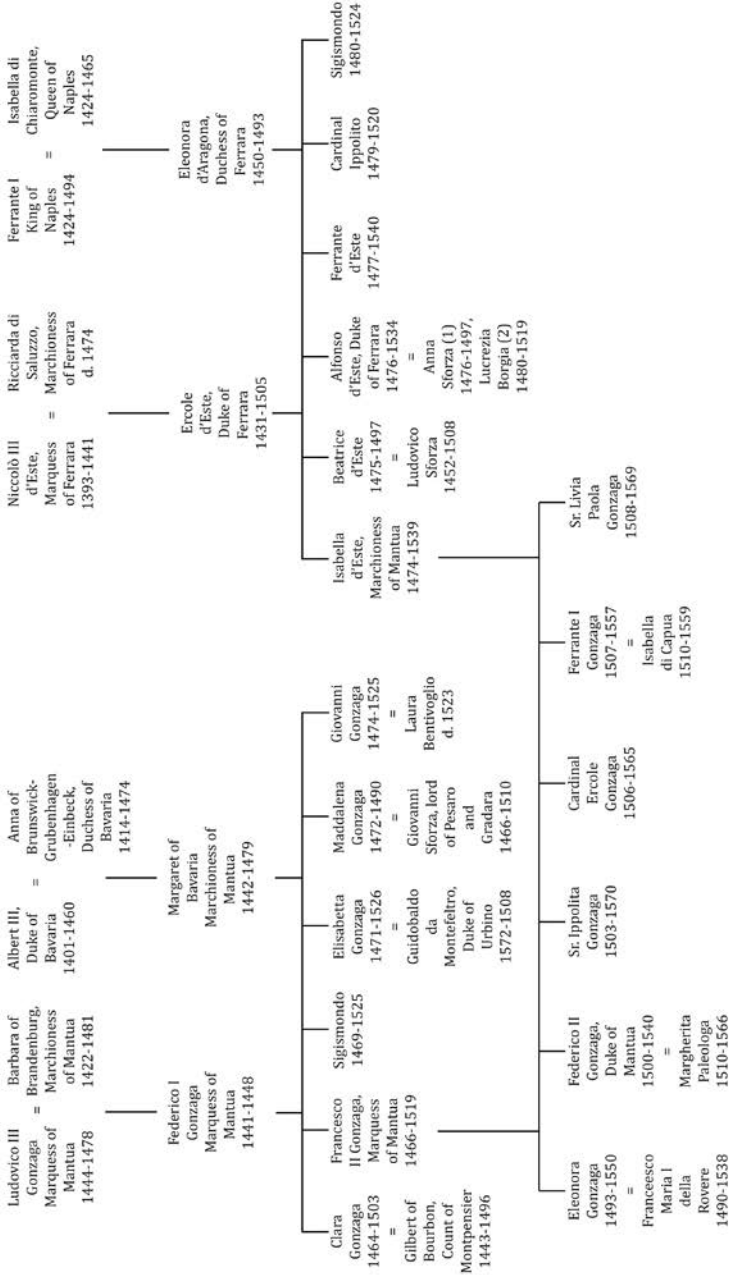 Ludovico III
Gonzaga
Marquess of
Mantua
1444-1478
=
Barbara of
Brandenburg,
Marchioness
of Mantua
1422-1481
Albert III,
Duke of
Bavaria
1401-1460
=
Anna of
Brunswick-
Grubenhagen
-Einbeck,
Duchess of
Bavaria
1414-1474
Niccolò III
d'Este,
Marquess
of Ferrara
1393-1441
=
Ricciarda di
Saluzzo,
Marchioness
of Ferrara
d. 1474
Ferrante I
King of
Naples
1424-1494
=
Isabella di
Chiaromonte,
Queen of
Naples
1424-1465
Federico I
Gonzaga
Marquess of
Mantua
1441-1448
Margaret of
Bavaria
Marchioness of
Mantua
1442-1479
Ercole
d'Este,
Duke of
Ferrara
1431-1505
Eleonora
d'Aragona,
Duchess of
Ferrara
1450-1493
Clara
Gonzaga
1464-1503
=
Gilbert of
Bourbon,
Count of
Montpensier
1443-1496
Francesco
II Gonzaga,
Marquess
of Mantua
1466-1519
Sigismondo
1469-1525
Elisabetta
Gonzaga
1471-1526
=
Guidobaldo
da
Montefeltro,
Duke of
Urbino
1572-1508
Maddalena
Gonzaga
1472-1490
=
Giovanni
Sforza, lord
of Pesaro
and
Gradara
1466-1510
Giovanni
Gonzaga
1474-1525
=
Laura
Bentivoglio
d. 1523
Isabella
d'Este,
Marchioness
of Mantua
1474-1539
Beatrice
d'Este
1475-1497
=
Ludovico
Sforza
1452-1508
Alfonso
d'Este, Duke
of Ferrara
1476-1534
=
Anna
Sforza (1)
1476-1497,
Lucrezia
Borgia (2)
1480-1519
Ferrante
d'Este
1477-1540
Cardinal
Ippolito
1479-1520
Sigismondo
1480-1524
Eleonora
Gonzaga
1493-1550
=
Franceesco
Maria I
della
Rovere
1490-1538
Federico II
Gonzaga,
Duke of
Mantua
1500-1540
=
Margherita
Paleologa
1510-1566
Sr. Ippolita
Gonzaga
1503-1570
Cardinal
Ercole
Gonzaga
1506-1565
Ferrante I
Gonzaga
1507-1557
=
Isabella
di Capua
1510-1559
Sr. Livia
Paola
Gonzaga
1508-1569